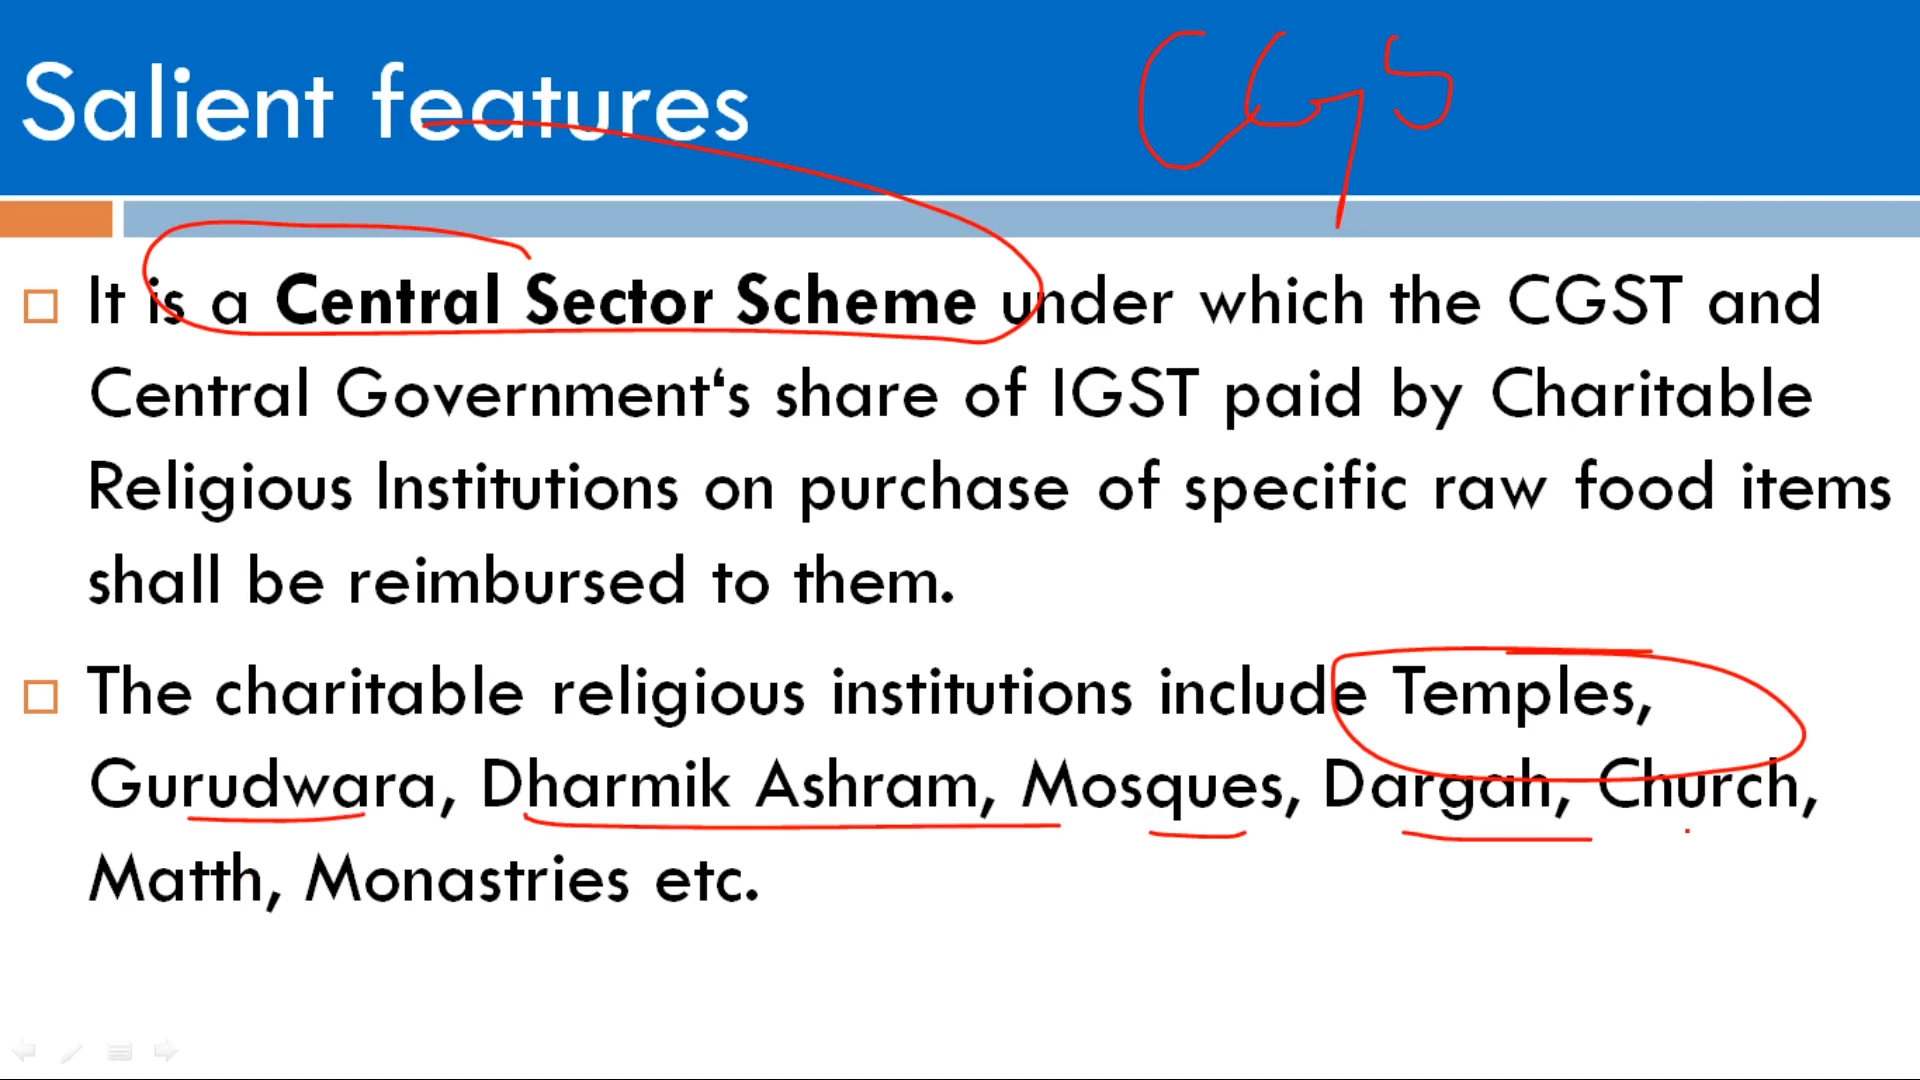 Salient features
CGS
It is a Central Sector Scheme under which the CGST and
Central Government‘s share of IGST paid by Charitable
Religious Institutions on purchase of specific raw food items
shall be reimbursed to them.
The charitable religious institutions include Temples,
Gurudwara, Dharmik Ashram, Mosques, Dargah, Church,
Matth, Monastries etc.